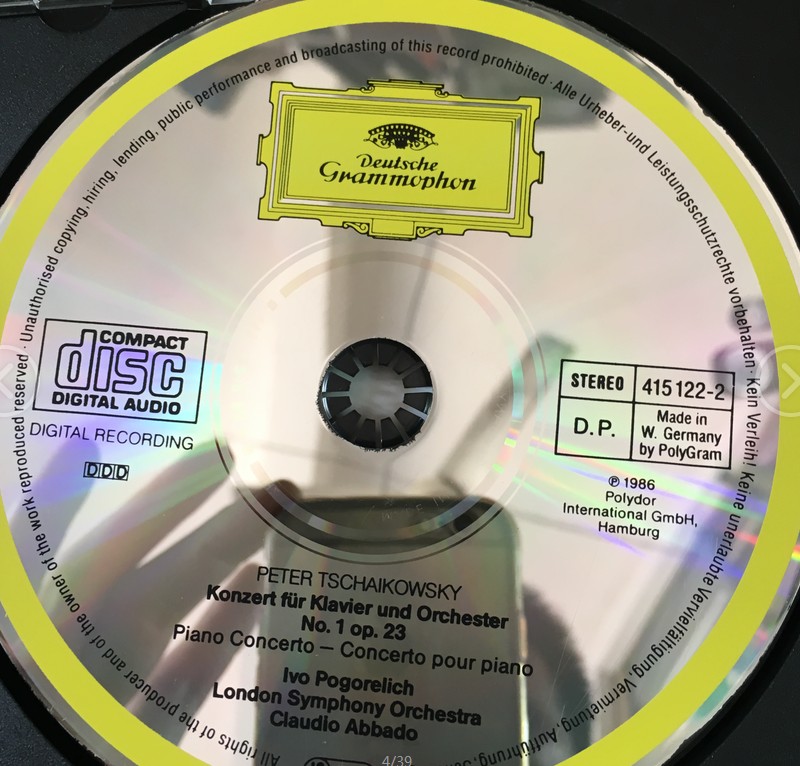 Unauthorised copying, hiring, lending, public performance and broadcasting of this record prohibited · Alle Urheber-und Leistungsschutzrechte vorbehalten · Kein Verleih! Keine unerlaubte Vervielfältigung, Vermietung, Aufführung,
All rights of the producer and of the owner of the work reproduced reserved ·
Deutsche
Grammophon
COMPACT
disc
DIGITAL AUDIO
DIGITAL RECORDING
DDD
STEREO
415 122-2
D.P.
Made in
W. Germany
by PolyGram
℗ 1986
Polydor
International GmbH,
Hamburg
PETER TSCHAIKOWSKY
Konzert für Klavier und Orchester
No. 1 op. 23
Piano Concerto – Concerto pour piano
Ivo Pogorelich
London Symphony Orchestra
Claudio Abbado
4/39